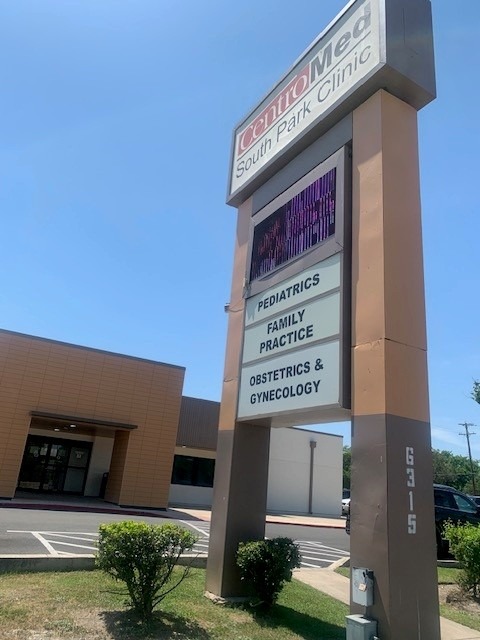 CentroMed
South Park Clinic
PEDIATRICS
FAMILY
PRACTICE
OBSTETRICS &
GYNECOLOGY
6315